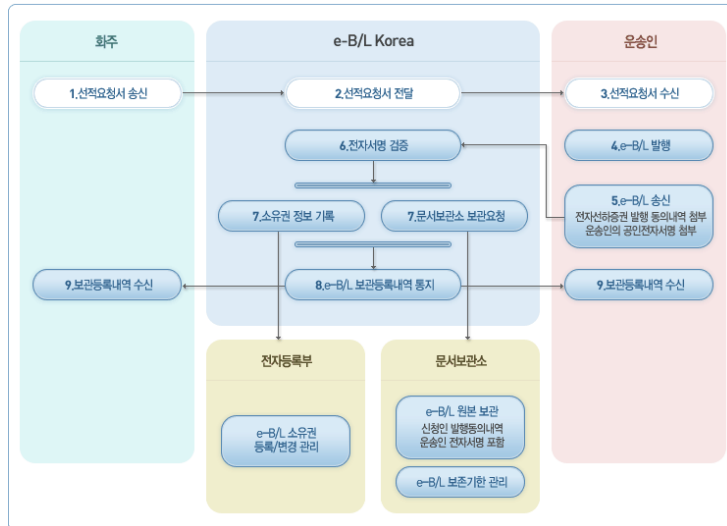 화주
e-B/L Korea
운송인
1.선적요청서 송신
2.선적요청서 전달
3.선적요청서 수신
6.전자서명 검증
4.e-B/L 발행
5.e-B/L 송신
전자선하증권 발행 동의내역 첨부
운송인의 공인전자서명 첨부
7.소유권 정보 기록
7.문서보관소 보관요청
9.보관등록내역 수신
8.e-B/L 보관등록내역 통지
9.보관등록내역 수신
전자등록부
문서보관소
e-B/L 소유권
등록/변경 관리
e-B/L 원본 보관
신청인 발행동의내역
운송인 전자서명 포함
e-B/L 보존기한 관리